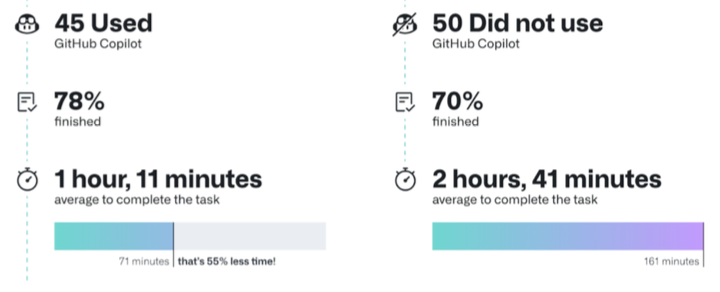 45 Used
GitHub Copilot
78%
finished
1 hour, 11 minutes
average to complete the task
71 minutes
that's 55% less time!
50 Did not use
GitHub Copilot
70%
finished
2 hours, 41 minutes
average to complete the task
161 minutes